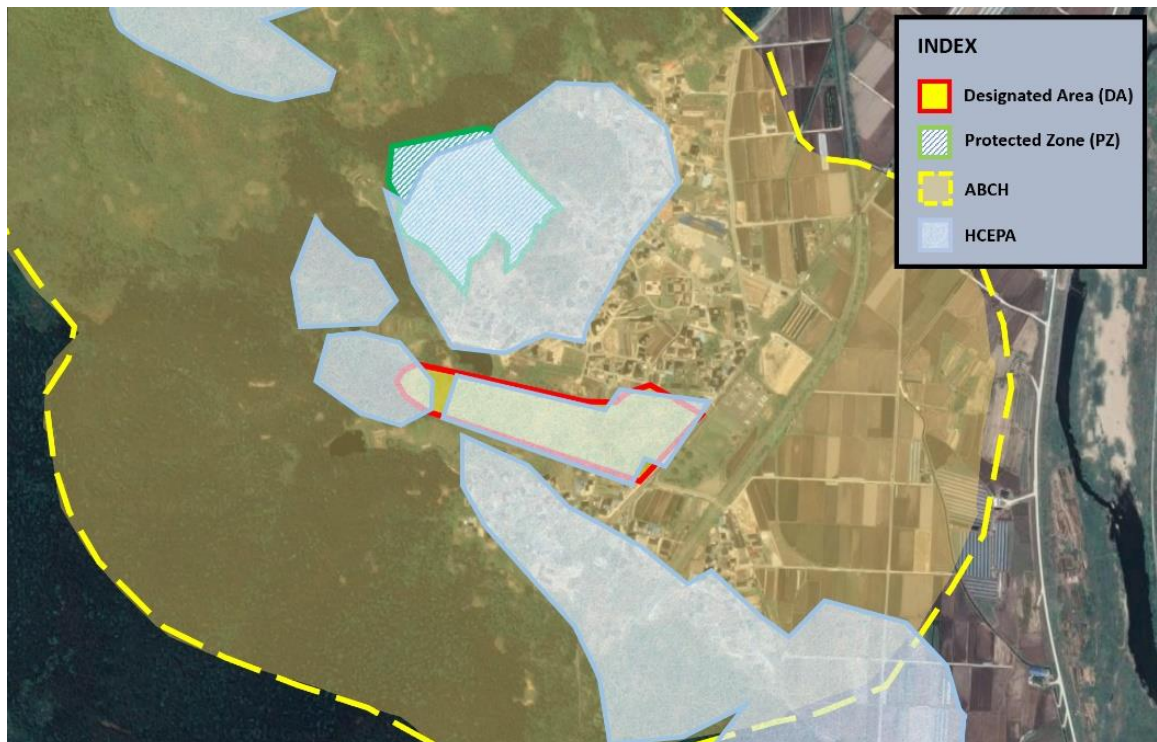 INDEX
Designated Area (DA)
Protected Zone (PZ)
ABCH
HCEPA